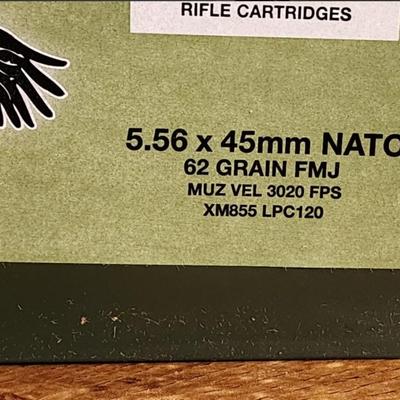 RIFLE CARTRIDGES
5.56 x 45mm NATO
62 GRAIN FMJ
MUZ VEL 3020 FPS
XM855 LPC120